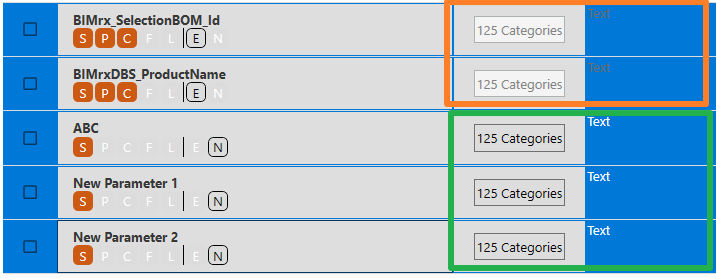 BIMrx_SelectionBOM_Id
S P C F L E N
125 Categories
Text
BIMrxDBS_ProductName
S P C F L E N
125 Categories
Text
ABC
S P C F L E N
125 Categories
Text
New Parameter 1
S P C F L E N
125 Categories
Text
New Parameter 2
S P C F L E N
125 Categories
Text